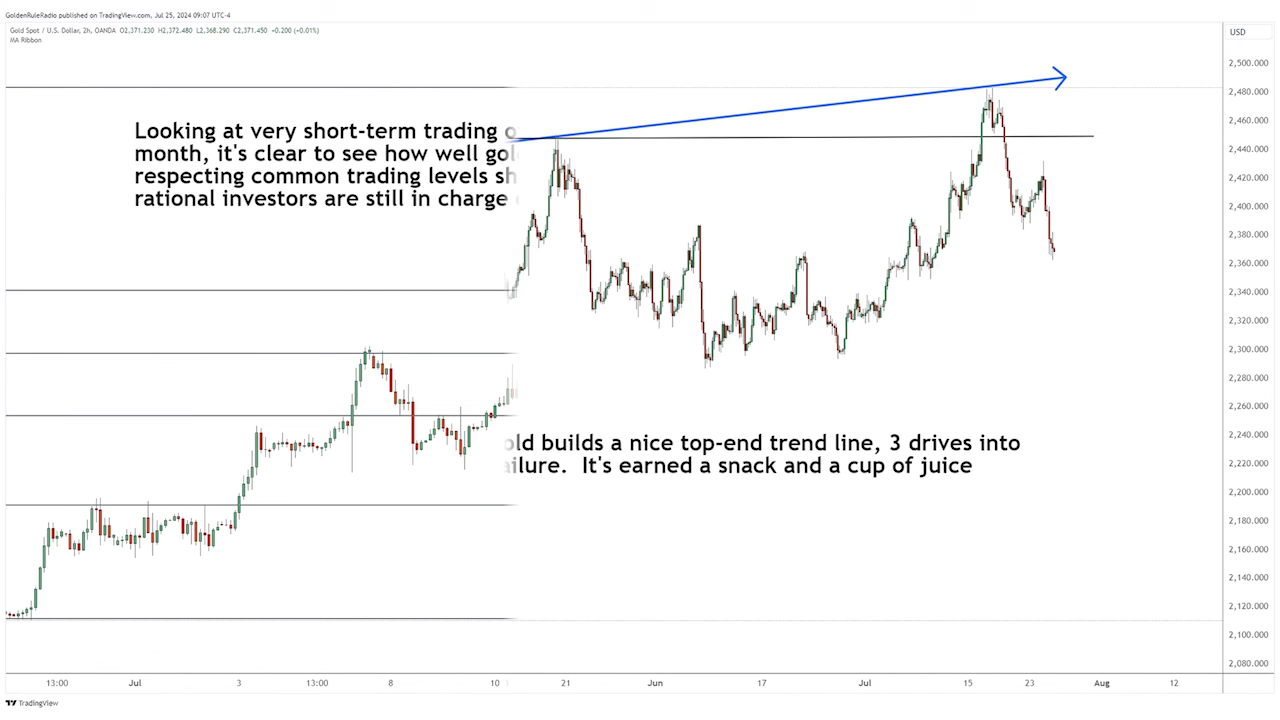 GoldenRuleRadio published on TradingView.com, Jul 25, 2024 09:07 UTC-4
Gold Spot / U.S. Dollar, 2h, OANDA O2,371.230 H2,372.480 L2,368.290 C2,371.450 +0.200 (+0.01%)
MA Ribbon
USD
2,500.000
2,480.000
2,440.000
2,420.000
2,400.000
2,380.000
2,360.000
2,340.000
2,320.000
2,300.000
2,280.000
2,260.000
2,240.000
2,220.000
2,200.000
2,180.000
2,160.000
2,140.000
2,120.000
2,100.000
2,080.000
Looking at very short-term trading
month, it's clear to see how well
respecting common trading levels
rational investors are still in charge
builds a nice top-end trend line, 3 drives into
It's earned a snack and a cup of juice
13:00 Jul 3 13:00 8 10 21 Jun 17 Jul 15 23 Aug 12
TradingView